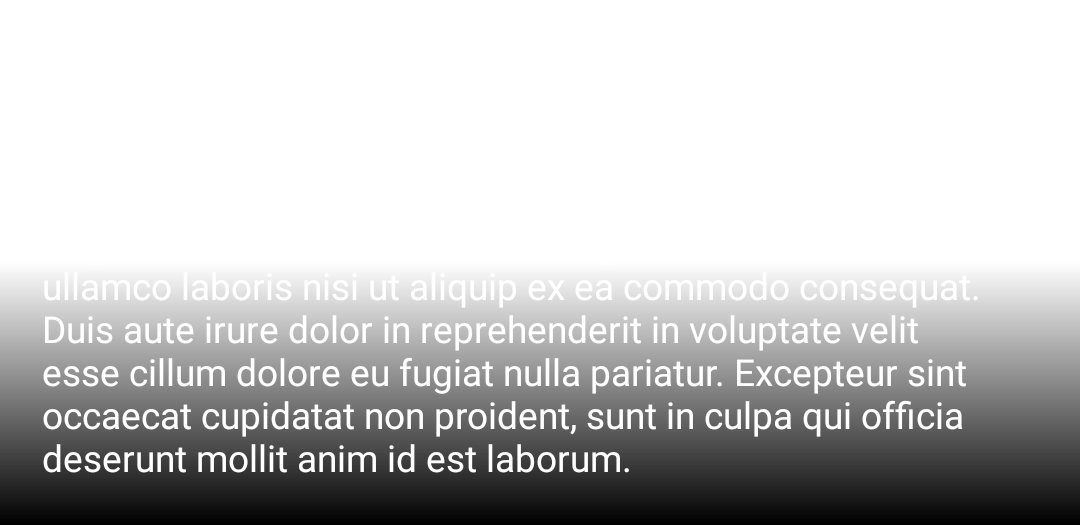 ullamco laboris nisi ut aliquip ex ea commodo consequat.
Duis aute irure dolor in reprehenderit in voluptate velit
esse cillum dolore eu fugiat nulla pariatur. Excepteur sint
occaecat cupidatat non proident, sunt in culpa qui officia
deserunt mollit anim id est laborum.